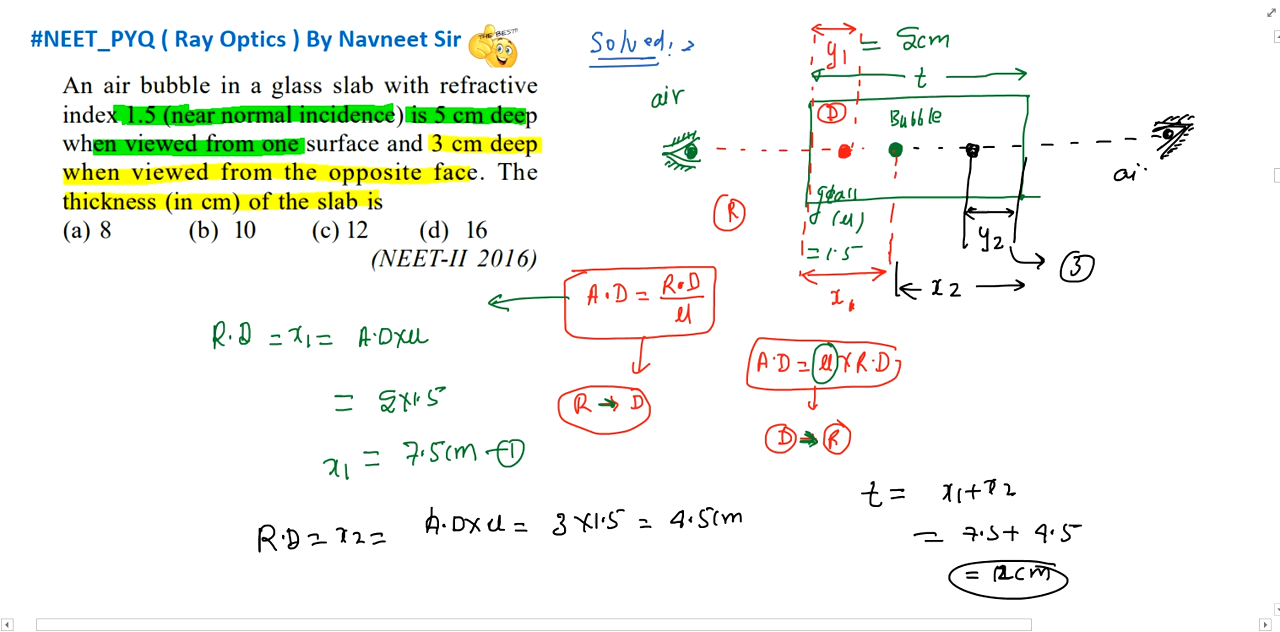 #NEET_PYQ ( Ray Optics ) By Navneet Sir
THE BEST!!
An air bubble in a glass slab with refractive
index 1.5 (near normal incidence) is 5 cm deep
when viewed from one surface and 3 cm deep
when viewed from the opposite face. The
thickness (in cm) of the slab is
(a) 8 (b) 10 (c) 12 (d) 16
(NEET-II 2016)
Solved:→
y1 = 5cm
t
air
D
Bubble
air
glass
(μ)
= 1.5
R
y2
3
x1
x2
A.D = R.D / μ
R → D
A.D = μ × R.D
D → R
R.D = x1 = A.D×μ
= 5×1.5
x1 = 7.5cm -①
R.D = x2 = A.D×μ = 3×1.5 = 4.5cm
t = x1+x2
= 7.5+ 4.5
= 12cm